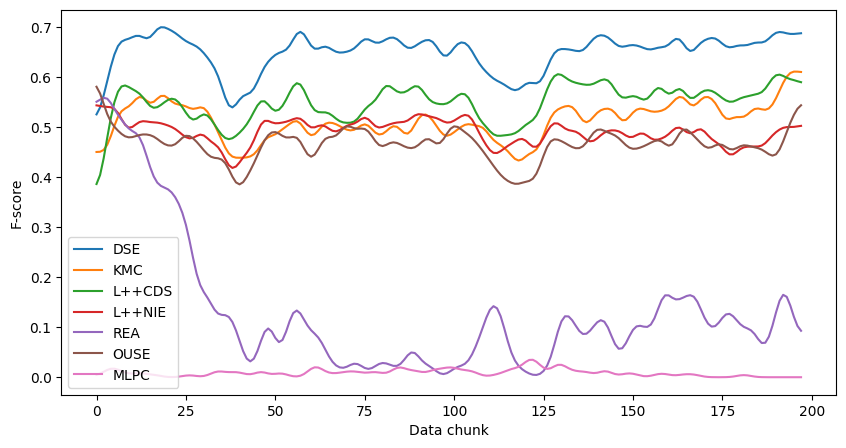 0.7
0.6
0.5
0.4
0.3
0.2
0.1
0.0
F-score
DSE
KMC
L++CDS
L++NIE
REA
OUSE
MLPC
0 25 50 75 100 125 150 175 200
Data chunk